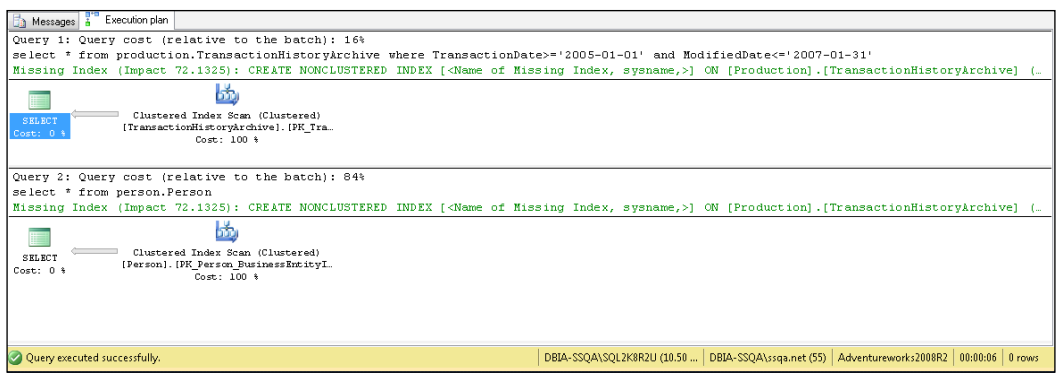 Messages Execution plan
Query 1: Query cost (relative to the batch): 16%
select * from production.TransactionHistoryArchive where TransactionDate>='2005-01-01' and ModifiedDate<='2007-01-31'
Missing Index (Impact 72.1325): CREATE NONCLUSTERED INDEX [<Name of Missing Index, sysname,>] ON [Production].[TransactionHistoryArchive] (…
SELECT
Cost: 0 %
Clustered Index Scan (Clustered)
[TransactionHistoryArchive].[PK_Tra…
Cost: 100 %
Query 2: Query cost (relative to the batch): 84%
select * from person.Person
Missing Index (Impact 72.1325): CREATE NONCLUSTERED INDEX [<Name of Missing Index, sysname,>] ON [Production].[TransactionHistoryArchive] (…
SELECT
Cost: 0 %
Clustered Index Scan (Clustered)
[Person].[PK_Person_BusinessEntityI…
Cost: 100 %
Query executed successfully. DBIA-SSQA\SQL2K8R2U (10.50 ... DBIA-SSQA\ssqa.net (55) Adventureworks2008R2 00:00:06 0 rows